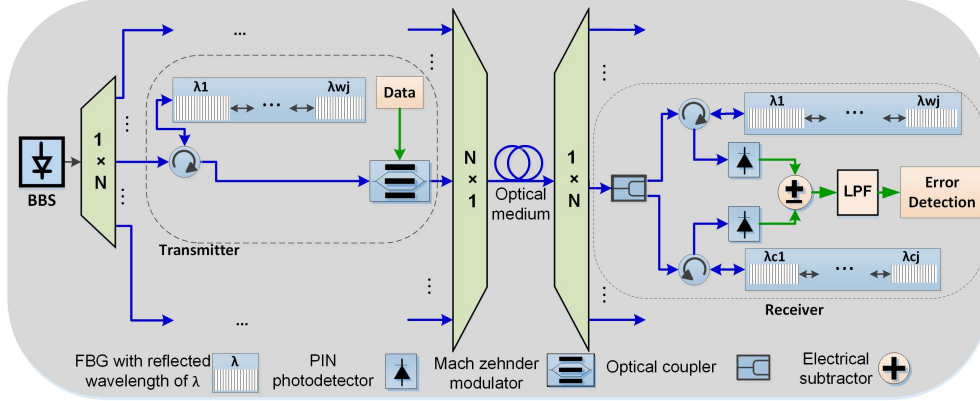 BBS
1 × N
...
λ1
...
λwj
Data
Transmitter
...
N × 1
Optical
medium
1 × N
λ1
...
λwj
LPF
Error
Detection
λc1
...
λcj
Receiver
FBG with reflected
wavelength of λ
λ
PIN
photodetector
Mach zehnder
modulator
Optical coupler
Electrical
subtractor